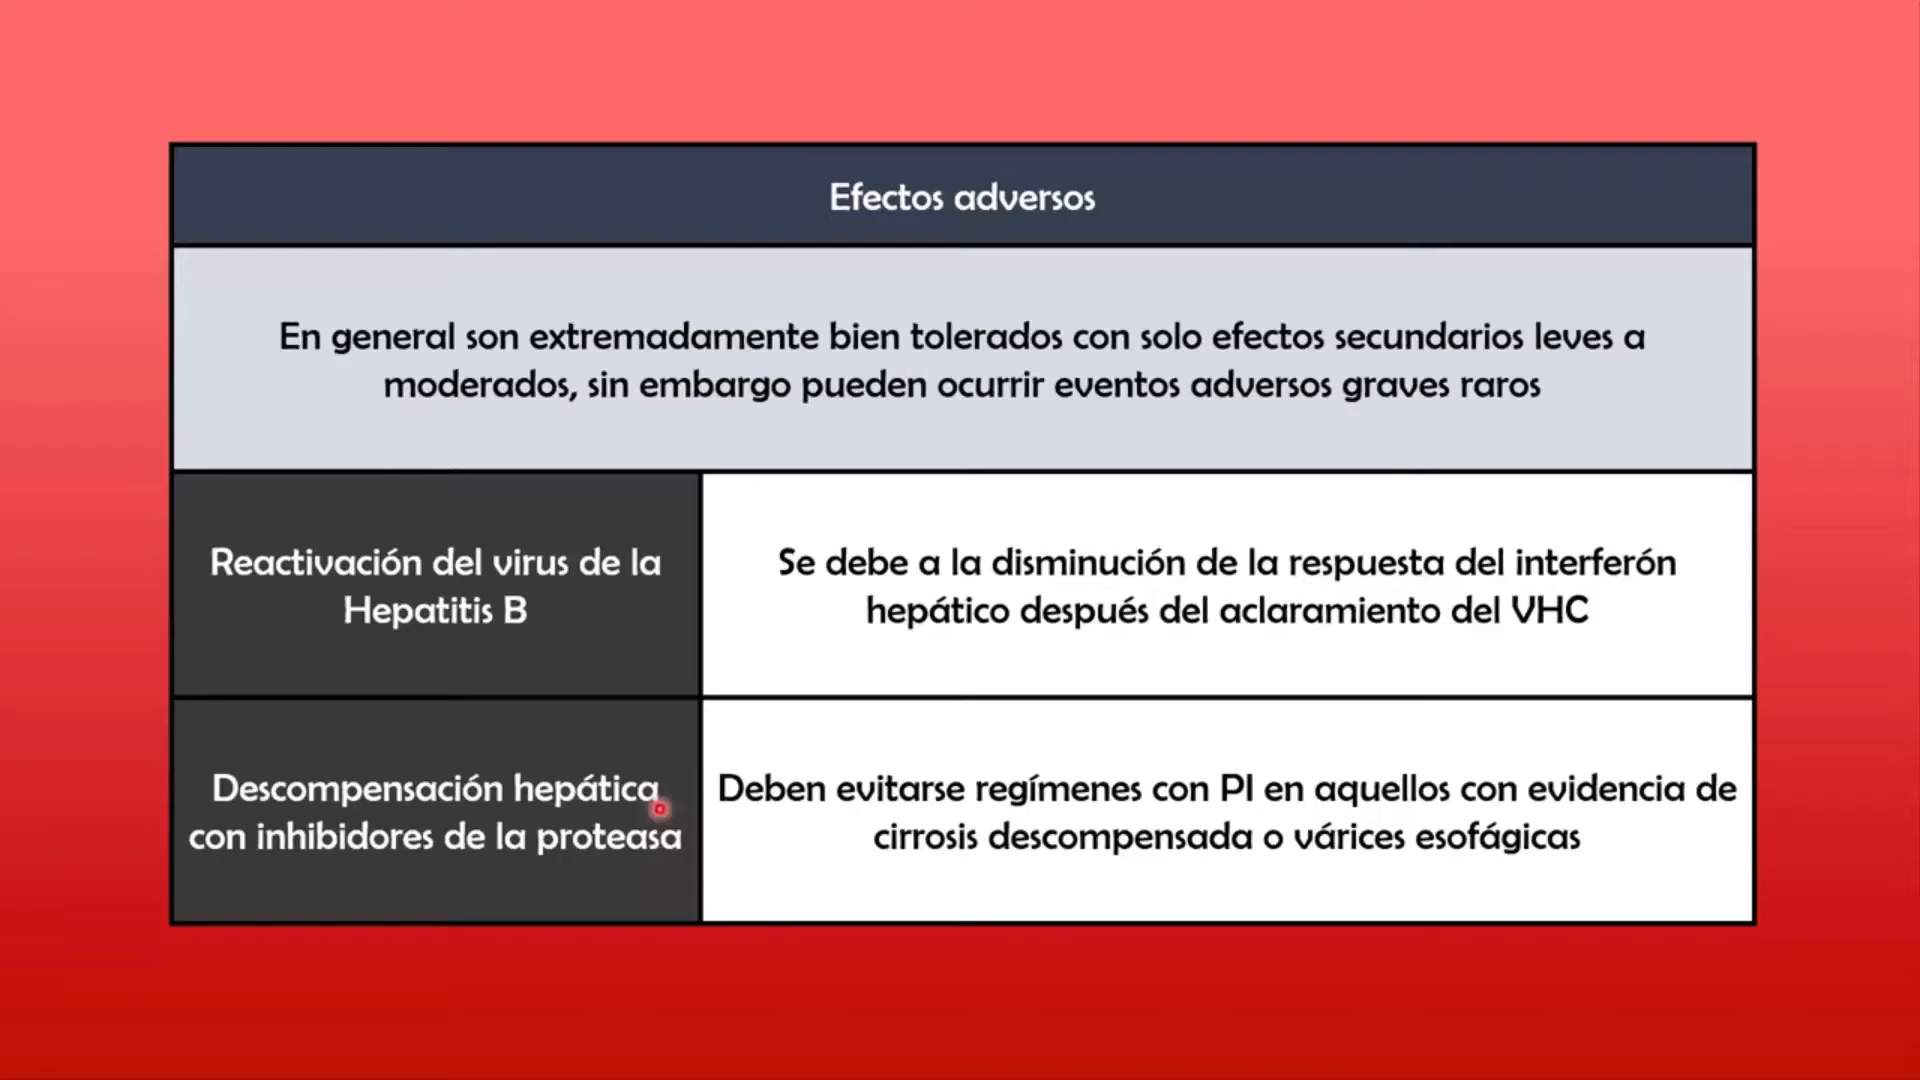 Efectos adversos
En general son extremadamente bien tolerados con solo efectos secundarios leves a
moderados, sin embargo pueden ocurrir eventos adversos graves raros
Reactivación del virus de la
Hepatitis B
Se debe a la disminución de la respuesta del interferón
hepático después del aclaramiento del VHC
Descompensación hepática
con inhibidores de la proteasa
Deben evitarse regímenes con PI en aquellos con evidencia de
cirrosis descompensada o várices esofágicas